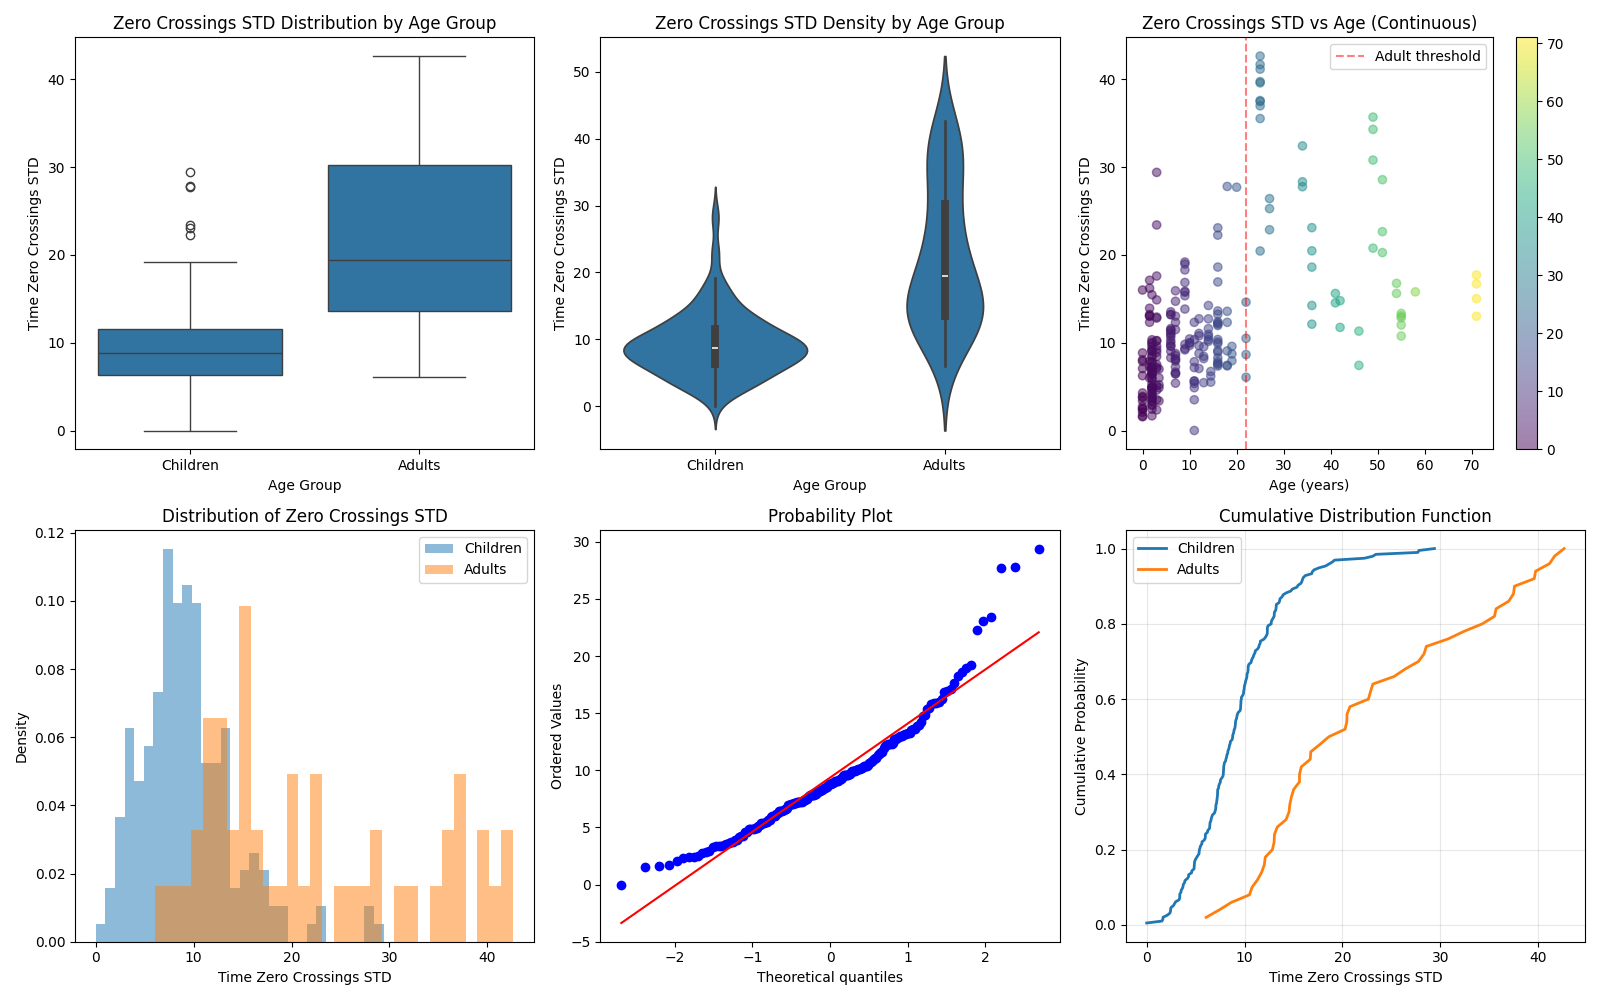 Zero Crossings STD Distribution by Age Group
Time Zero Crossings STD
40
30
20
10
0
Children
Adults
Age Group
Zero Crossings STD Density by Age Group
Time Zero Crossings STD
50
40
30
20
10
0
Children
Adults
Age Group
Zero Crossings STD vs Age (Continuous)
Adult threshold
Time Zero Crossings STD
40
30
20
10
0
0 10 20 30 40 50 60 70
Age (years)
70
60
50
40
30
20
10
0
Distribution of Zero Crossings STD
Children
Adults
Density
0.12
0.10
0.08
0.06
0.04
0.02
0.00
0 10 20 30 40
Time Zero Crossings STD
Probability Plot
Ordered Values
30
25
20
15
10
5
0
−5
−2 −1 0 1 2
Theoretical quantiles
Cumulative Distribution Function
Children
Adults
Cumulative Probability
1.0
0.8
0.6
0.4
0.2
0.0
0 10 20 30 40
Time Zero Crossings STD